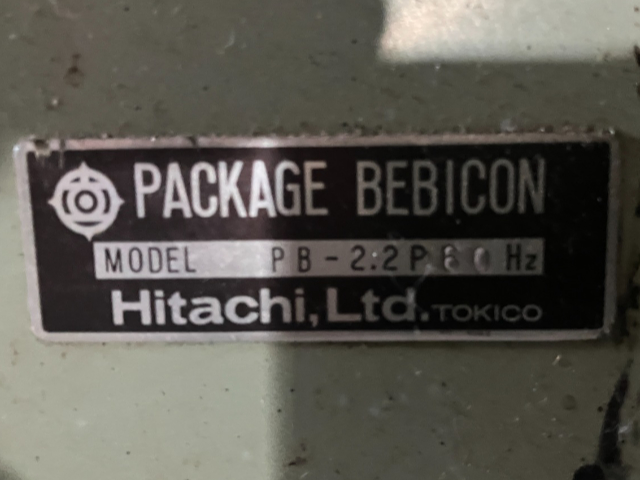 PACKAGE BEBICON
MODEL PB-2.2P 60 Hz
Hitachi, Ltd. TOKICO